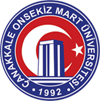 ÇANAKKALE ONSEKİZ MART ÜNİVERSİTESİ
• 1992 •